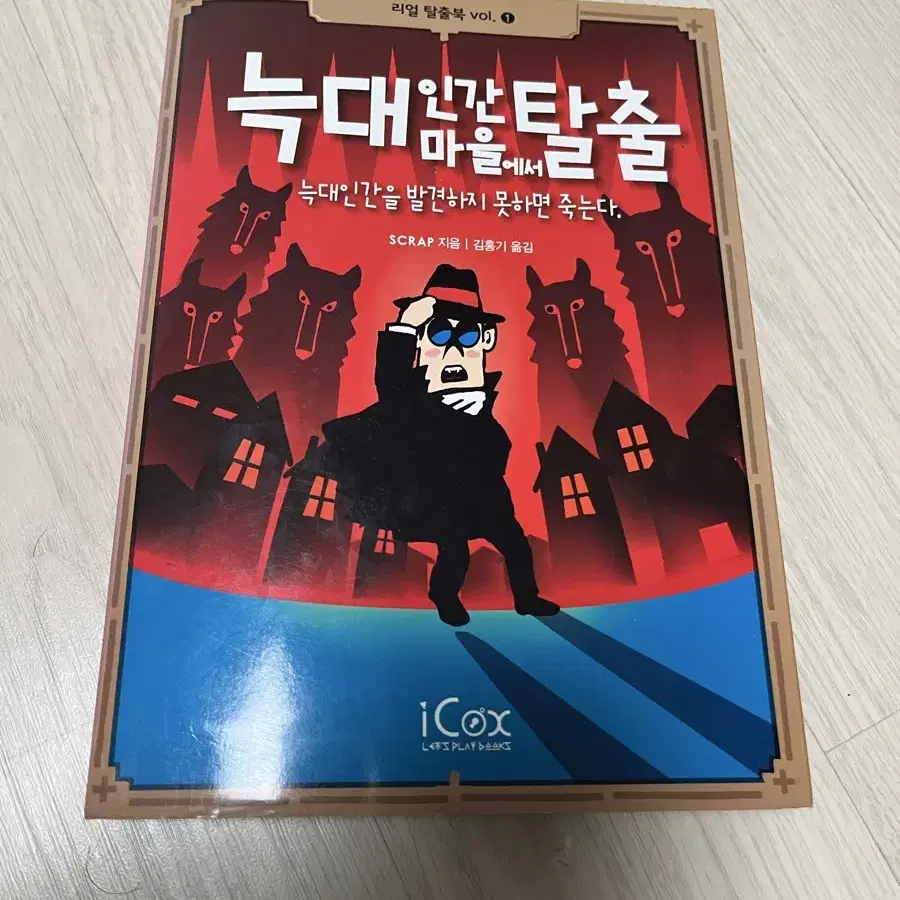 리얼 탈출북 vol. 1
늑대인간마을에서탈출
늑대인간을 발견하지 못하면 죽는다.
SCRAP 지음 | 김홍기 옮김
iCox
LET'S PLAY BOOKS